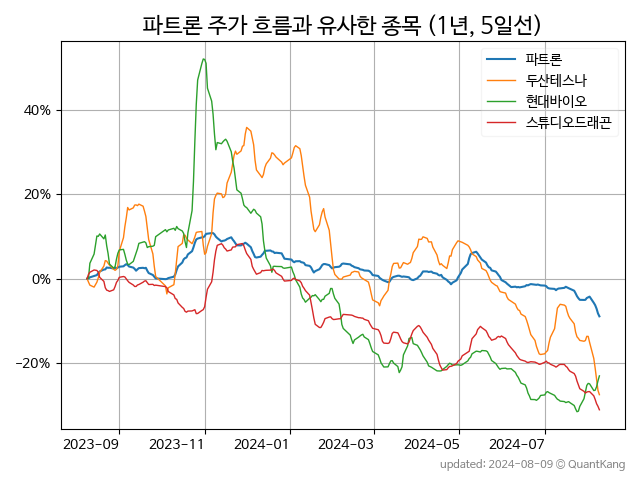 파트론 주가 흐름과 유사한 종목 (1년, 5일선)
파트론
두산테스나
현대바이오
스튜디오드래곤
40%
20%
0%
−20%
2023-09 2023-11 2024-01 2024-03 2024-05 2024-07
updated: 2024-08-09 © QuantKang